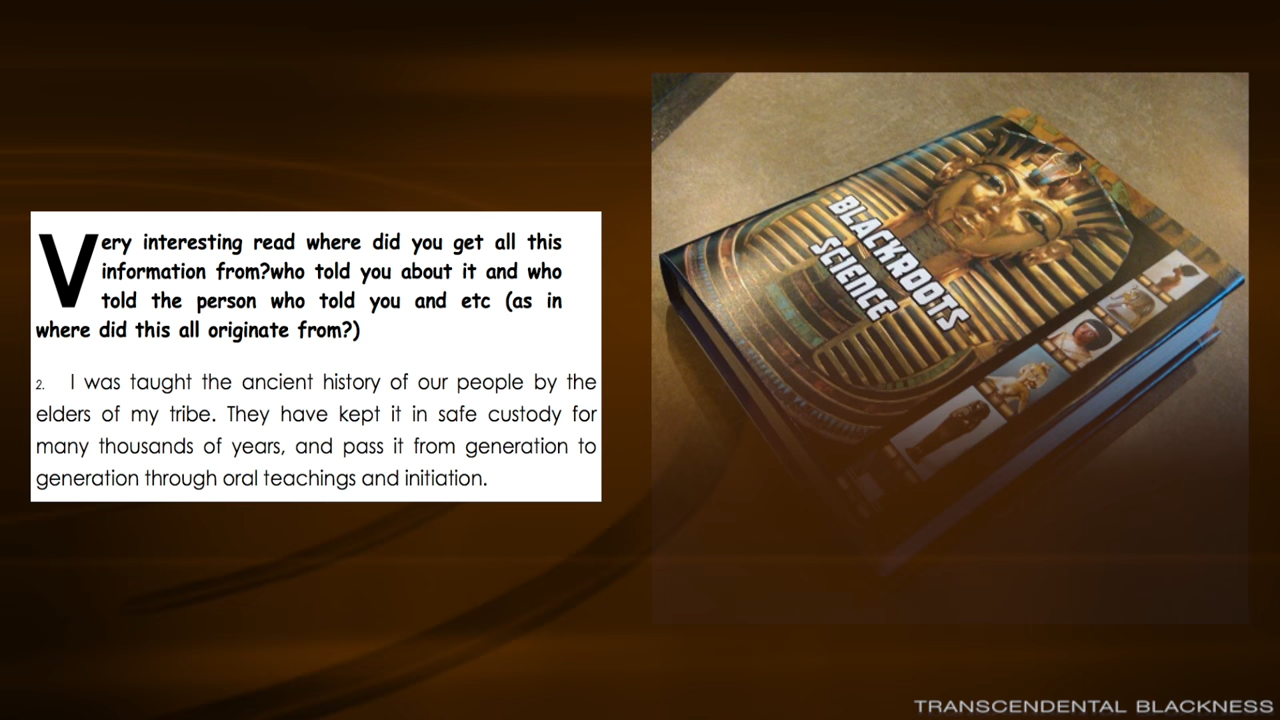 Very interesting read where did you get all this
information from?who told you about it and who
told the person who told you and etc (as in
where did this all originate from?)
2. I was taught the ancient history of our people by the
elders of my tribe. They have kept it in safe custody for
many thousands of years, and pass it from generation to
generation through oral teachings and initiation.
BLACKROOTS
SCIENCE
TRANSCENDENTAL BLACKNESS